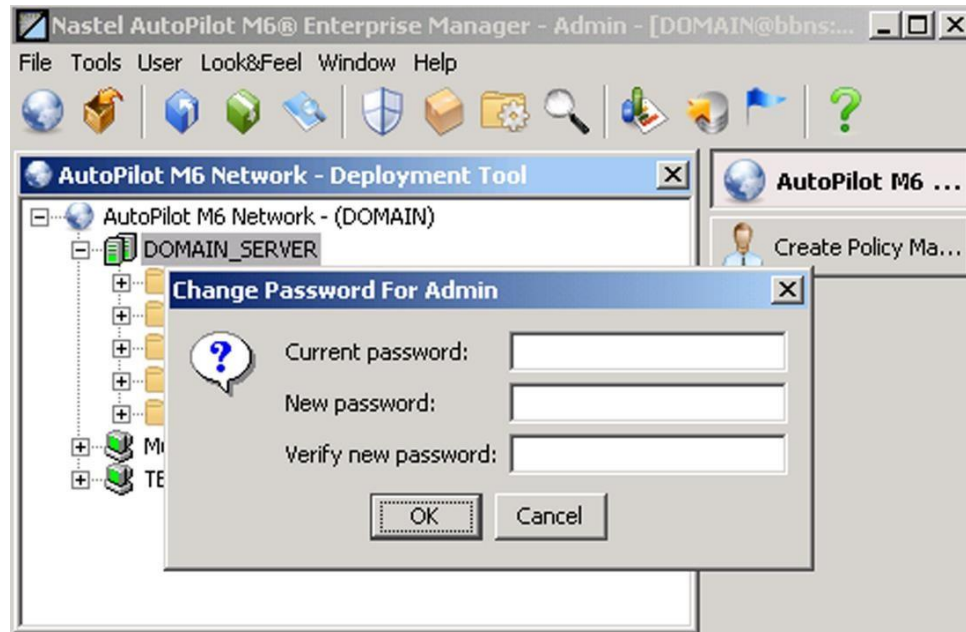 Nastel AutoPilot M6® Enterprise Manager - Admin - [DOMAIN@bbns:...
File Tools User Look&Feel Window Help
AutoPilot M6 Network - Deployment Tool
AutoPilot M6 ...
AutoPilot M6 Network - (DOMAIN)
DOMAIN_SERVER
Create Policy Ma...
Change Password For Admin
Current password:
New password:
Verify new password:
TE
OK Cancel